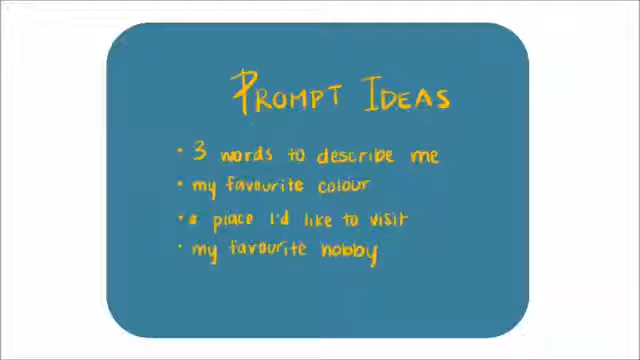 PROMPT IDEAS
• 3 words to describe me
• my favourite colour
• a place I'd like to visit
• my favourite hobby